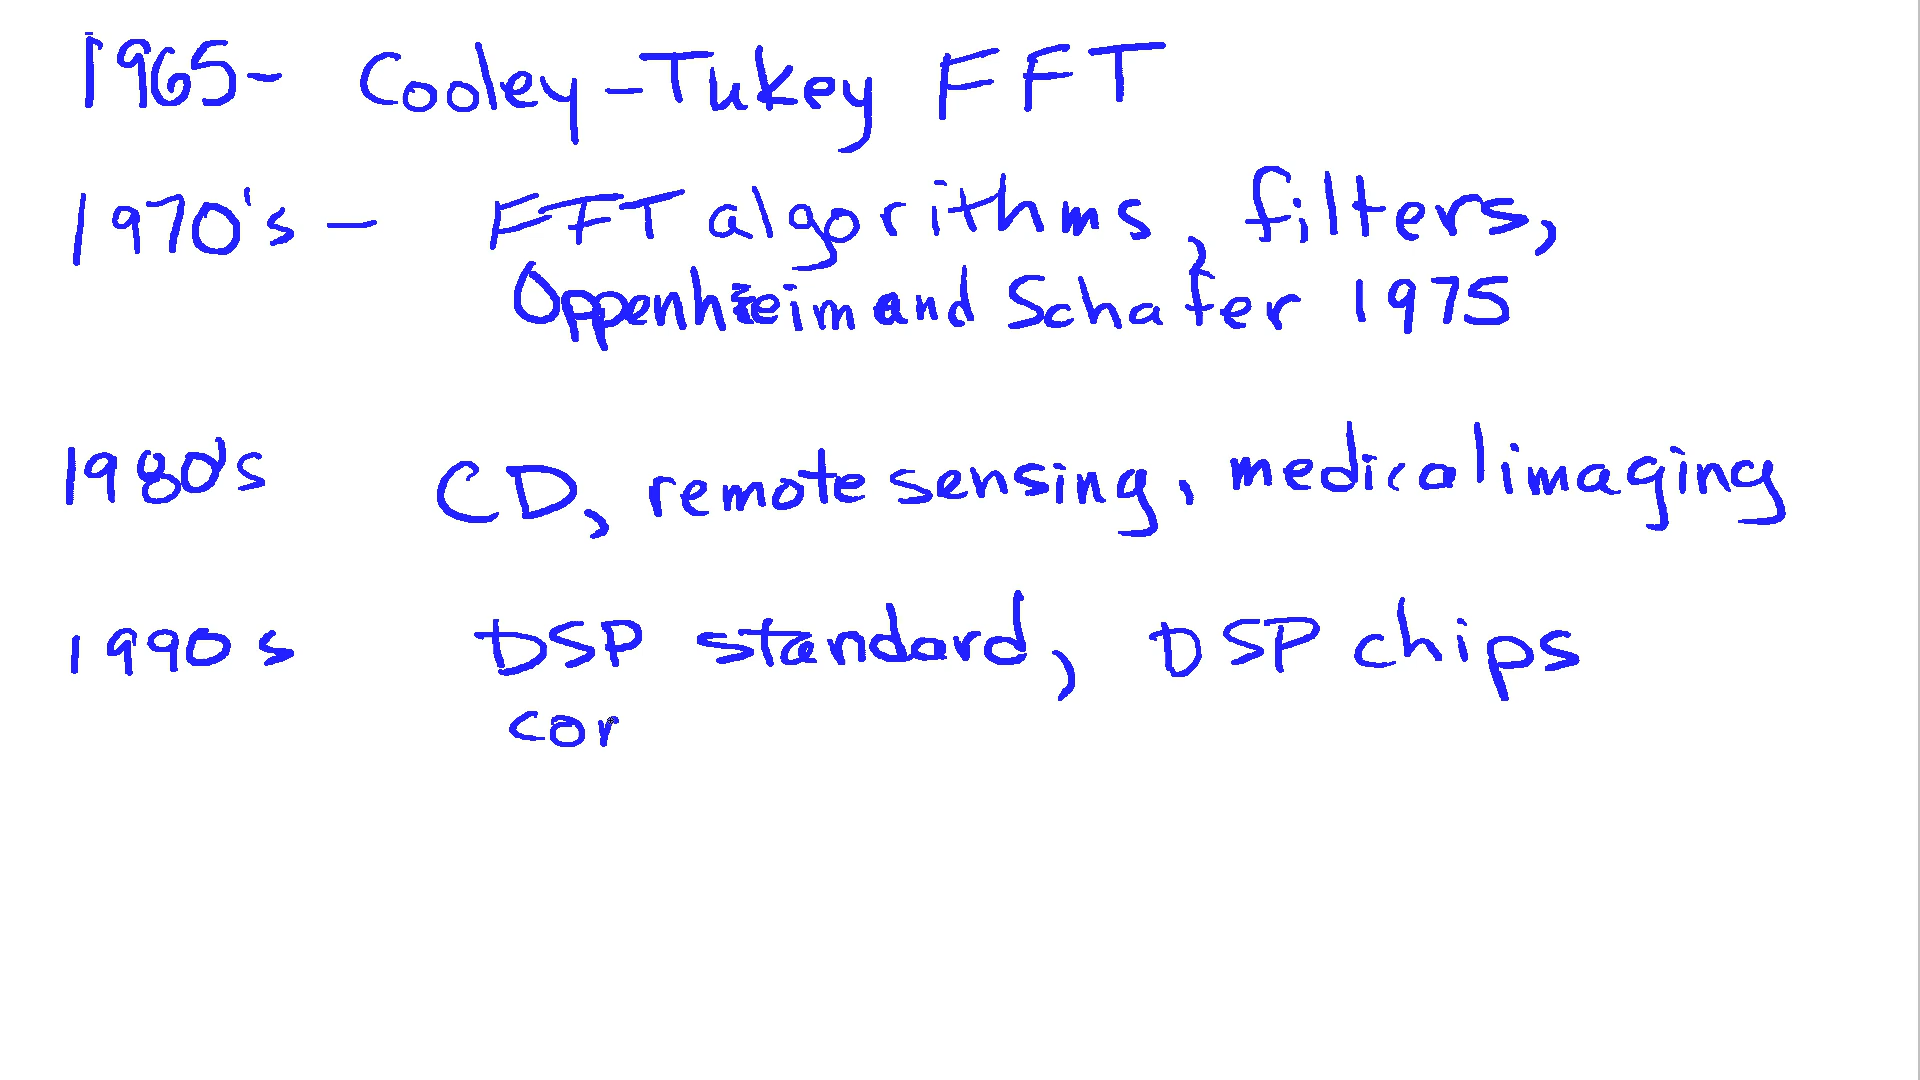 1965- Cooley-Tukey FFT
1970's - FFT algorithms, filters,
Oppenheim and Schafer 1975
1980's CD, remote sensing, medical imaging
1990s DSP standard, DSP chips
cor